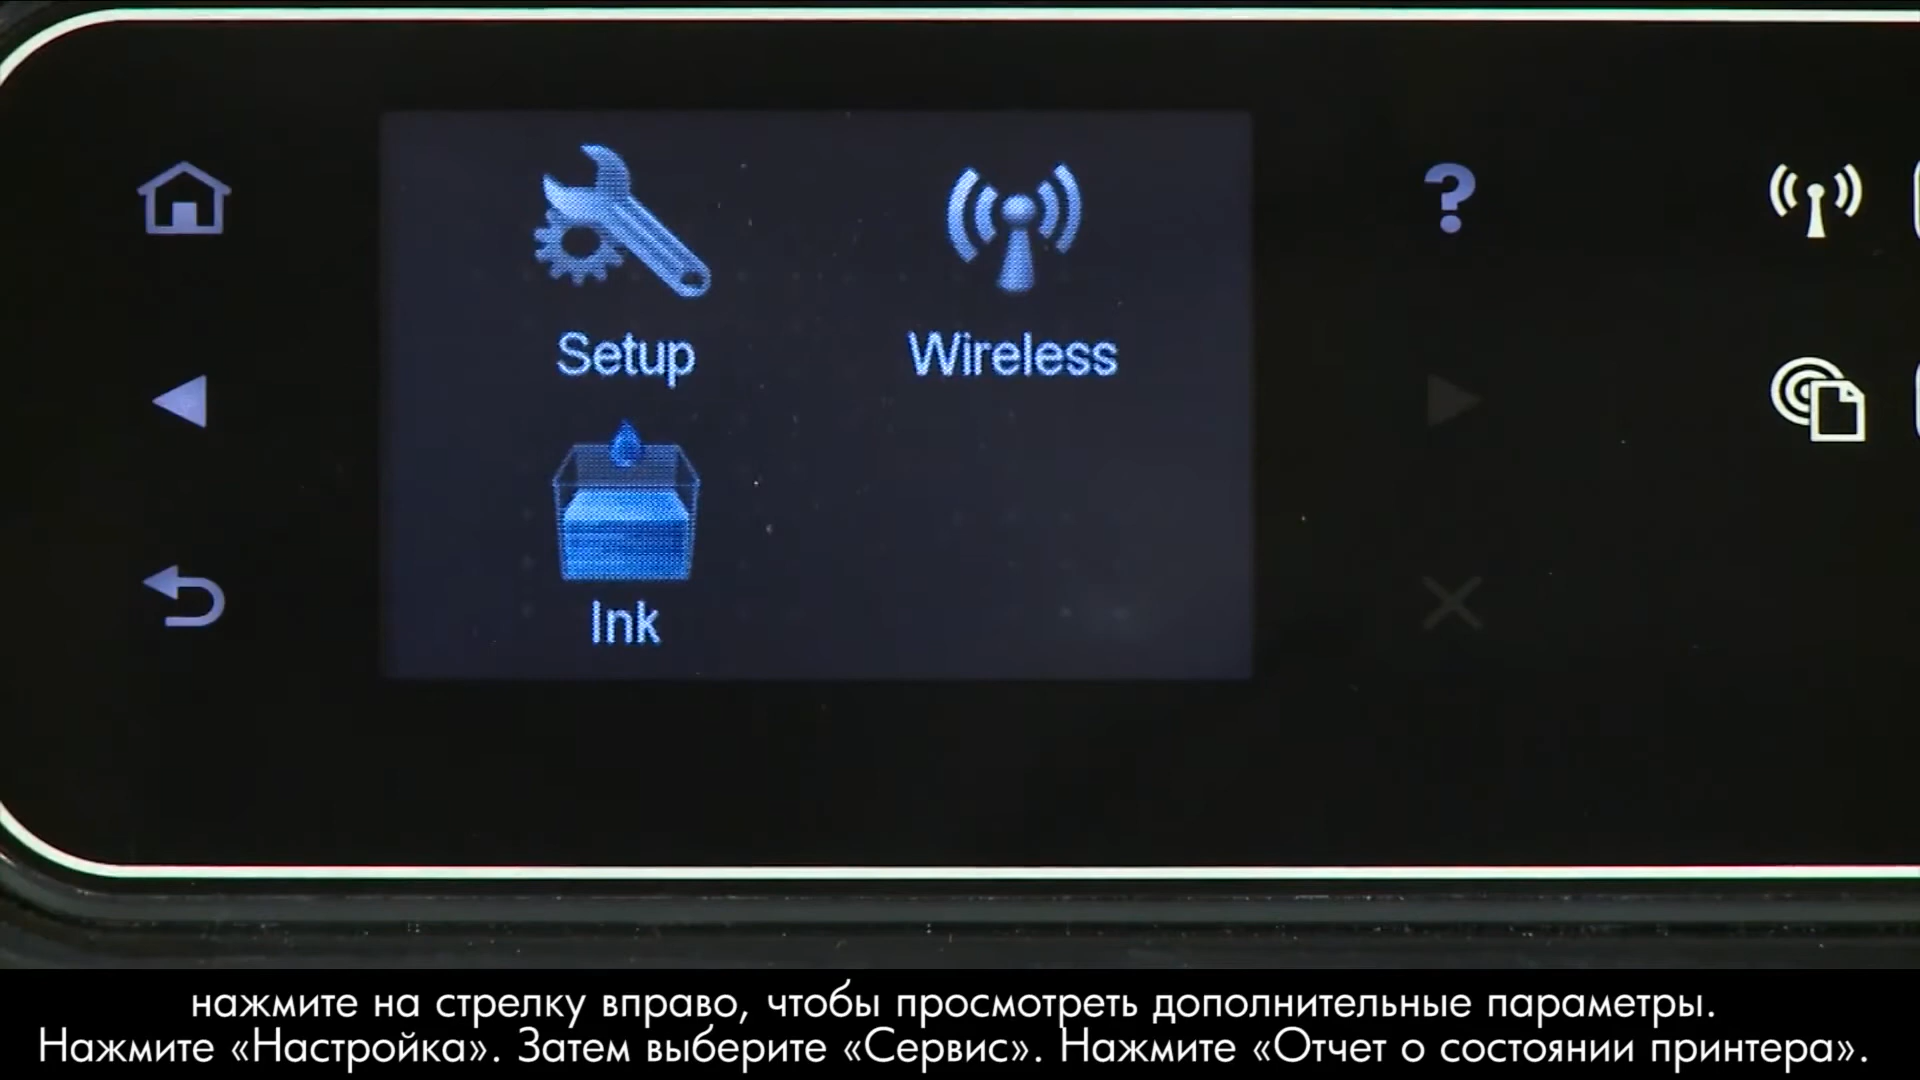 Setup Wireless
Ink
нажмите на стрелку вправо, чтобы просмотреть дополнительные параметры.
Нажмите «Настройка». Затем выберите «Сервис». Нажмите «Отчет о состоянии принтера».